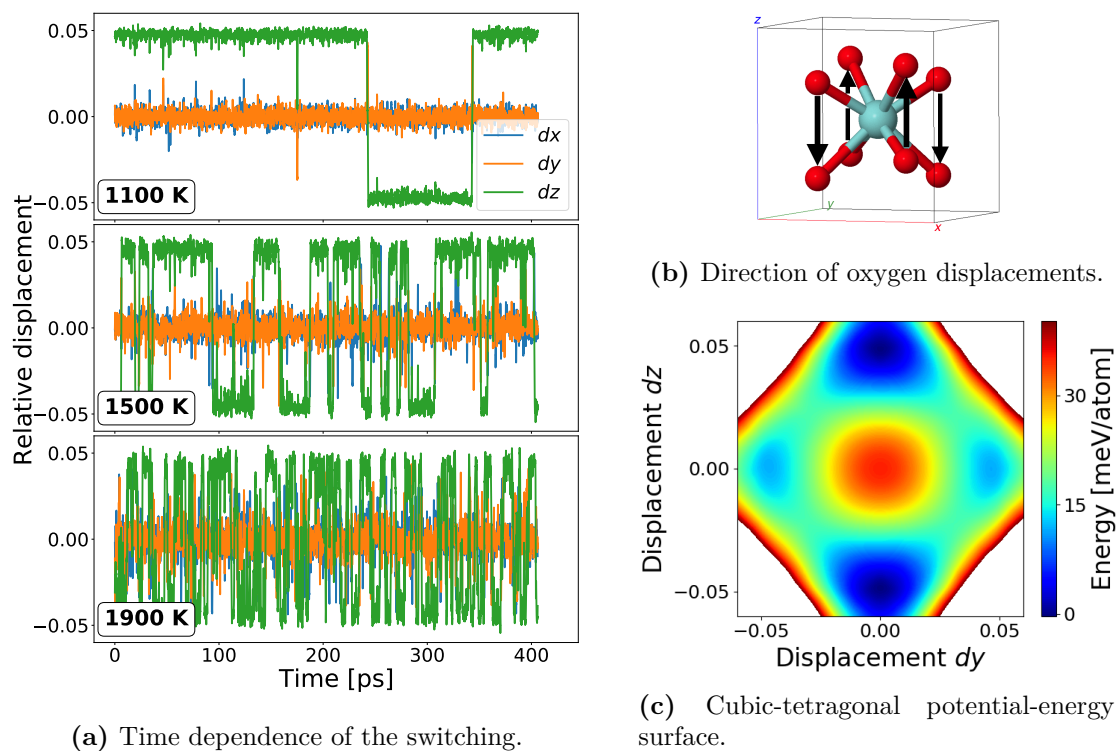 Relative displacement
0.05
0.00
−0.05
1100 K
dx
dy
dz
0.05
0.00
−0.05
1500 K
0.05
0.00
−0.05
1900 K
0 100 200 300 400
Time [ps]
(a) Time dependence of the switching.
z
y
x
(b) Direction of oxygen displacements.
Displacement dz
0.05
0.00
−0.05
−0.05 0.00 0.05
Displacement dy
30
15
0
Energy [meV/atom]
(c) Cubic-tetragonal potential-energy
surface.